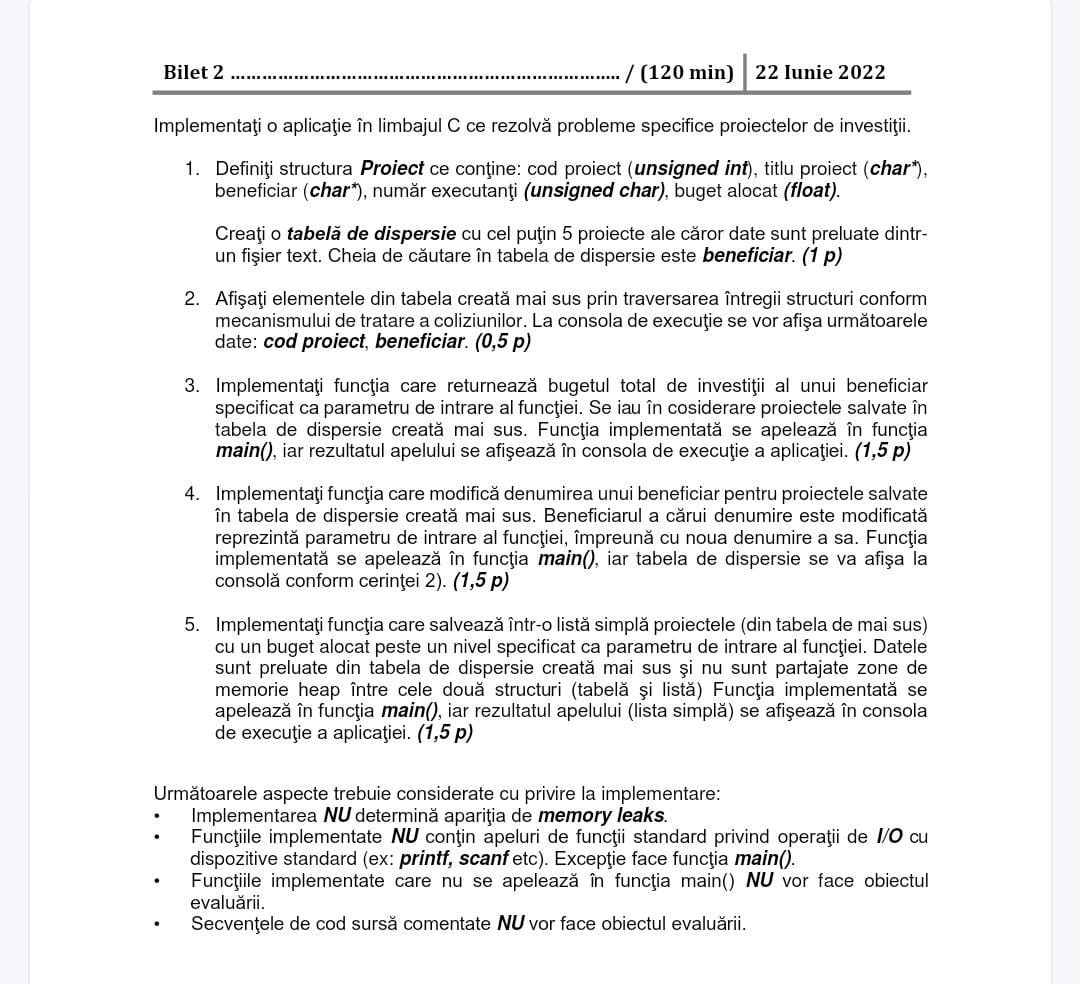 Bilet 2 ........................................................................... / (120 min) 22 Iunie 2022
Implementaţi o aplicaţie în limbajul C ce rezolvă probleme specifice proiectelor de investiţii.
1. Definiţi structura Proiect ce conţine: cod proiect (unsigned int), titlu proiect (char*),
beneficiar (char*), număr executanţi (unsigned char), buget alocat (float).
Creaţi o tabelă de dispersie cu cel puţin 5 proiecte ale căror date sunt preluate dintr-
un fişier text. Cheia de căutare în tabela de dispersie este beneficiar. (1 p)
2. Afişaţi elementele din tabela creată mai sus prin traversarea întregii structuri conform
mecanismului de tratare a coliziunilor. La consola de execuţie se vor afişa următoarele
date: cod proiect, beneficiar. (0,5 p)
3. Implementaţi funcţia care returnează bugetul total de investiţii al unui beneficiar
specificat ca parametru de intrare al funcţiei. Se iau în cosiderare proiectele salvate în
tabela de dispersie creată mai sus. Funcţia implementată se apelează în funcţia
main(), iar rezultatul apelului se afişează în consola de execuţie a aplicaţiei. (1,5 p)
4. Implementaţi funcţia care modifică denumirea unui beneficiar pentru proiectele salvate
în tabela de dispersie creată mai sus. Beneficiarul a cărui denumire este modificată
reprezintă parametru de intrare al funcţiei, împreună cu noua denumire a sa. Funcţia
implementată se apelează în funcţia main(), iar tabela de dispersie se va afişa la
consolă conform cerinţei 2). (1,5 p)
5. Implementaţi funcţia care salvează într-o listă simplă proiectele (din tabela de mai sus)
cu un buget alocat peste un nivel specificat ca parametru de intrare al funcţiei. Datele
sunt preluate din tabela de dispersie creată mai sus şi nu sunt partajate zone de
memorie heap între cele două structuri (tabelă şi listă) Funcţia implementată se
apelează în funcţia main(), iar rezultatul apelului (lista simplă) se afişează în consola
de execuţie a aplicaţiei. (1,5 p)
Următoarele aspecte trebuie considerate cu privire la implementare:
• Implementarea NU determină apariţia de memory leaks.
• Funcţiile implementate NU conţin apeluri de funcţii standard privind operaţii de I/O cu
dispozitive standard (ex: printf, scanf etc). Excepţie face funcţia main().
• Funcţiile implementate care nu se apelează în funcţia main() NU vor face obiectul
evaluării.
• Secvenţele de cod sursă comentate NU vor face obiectul evaluării.